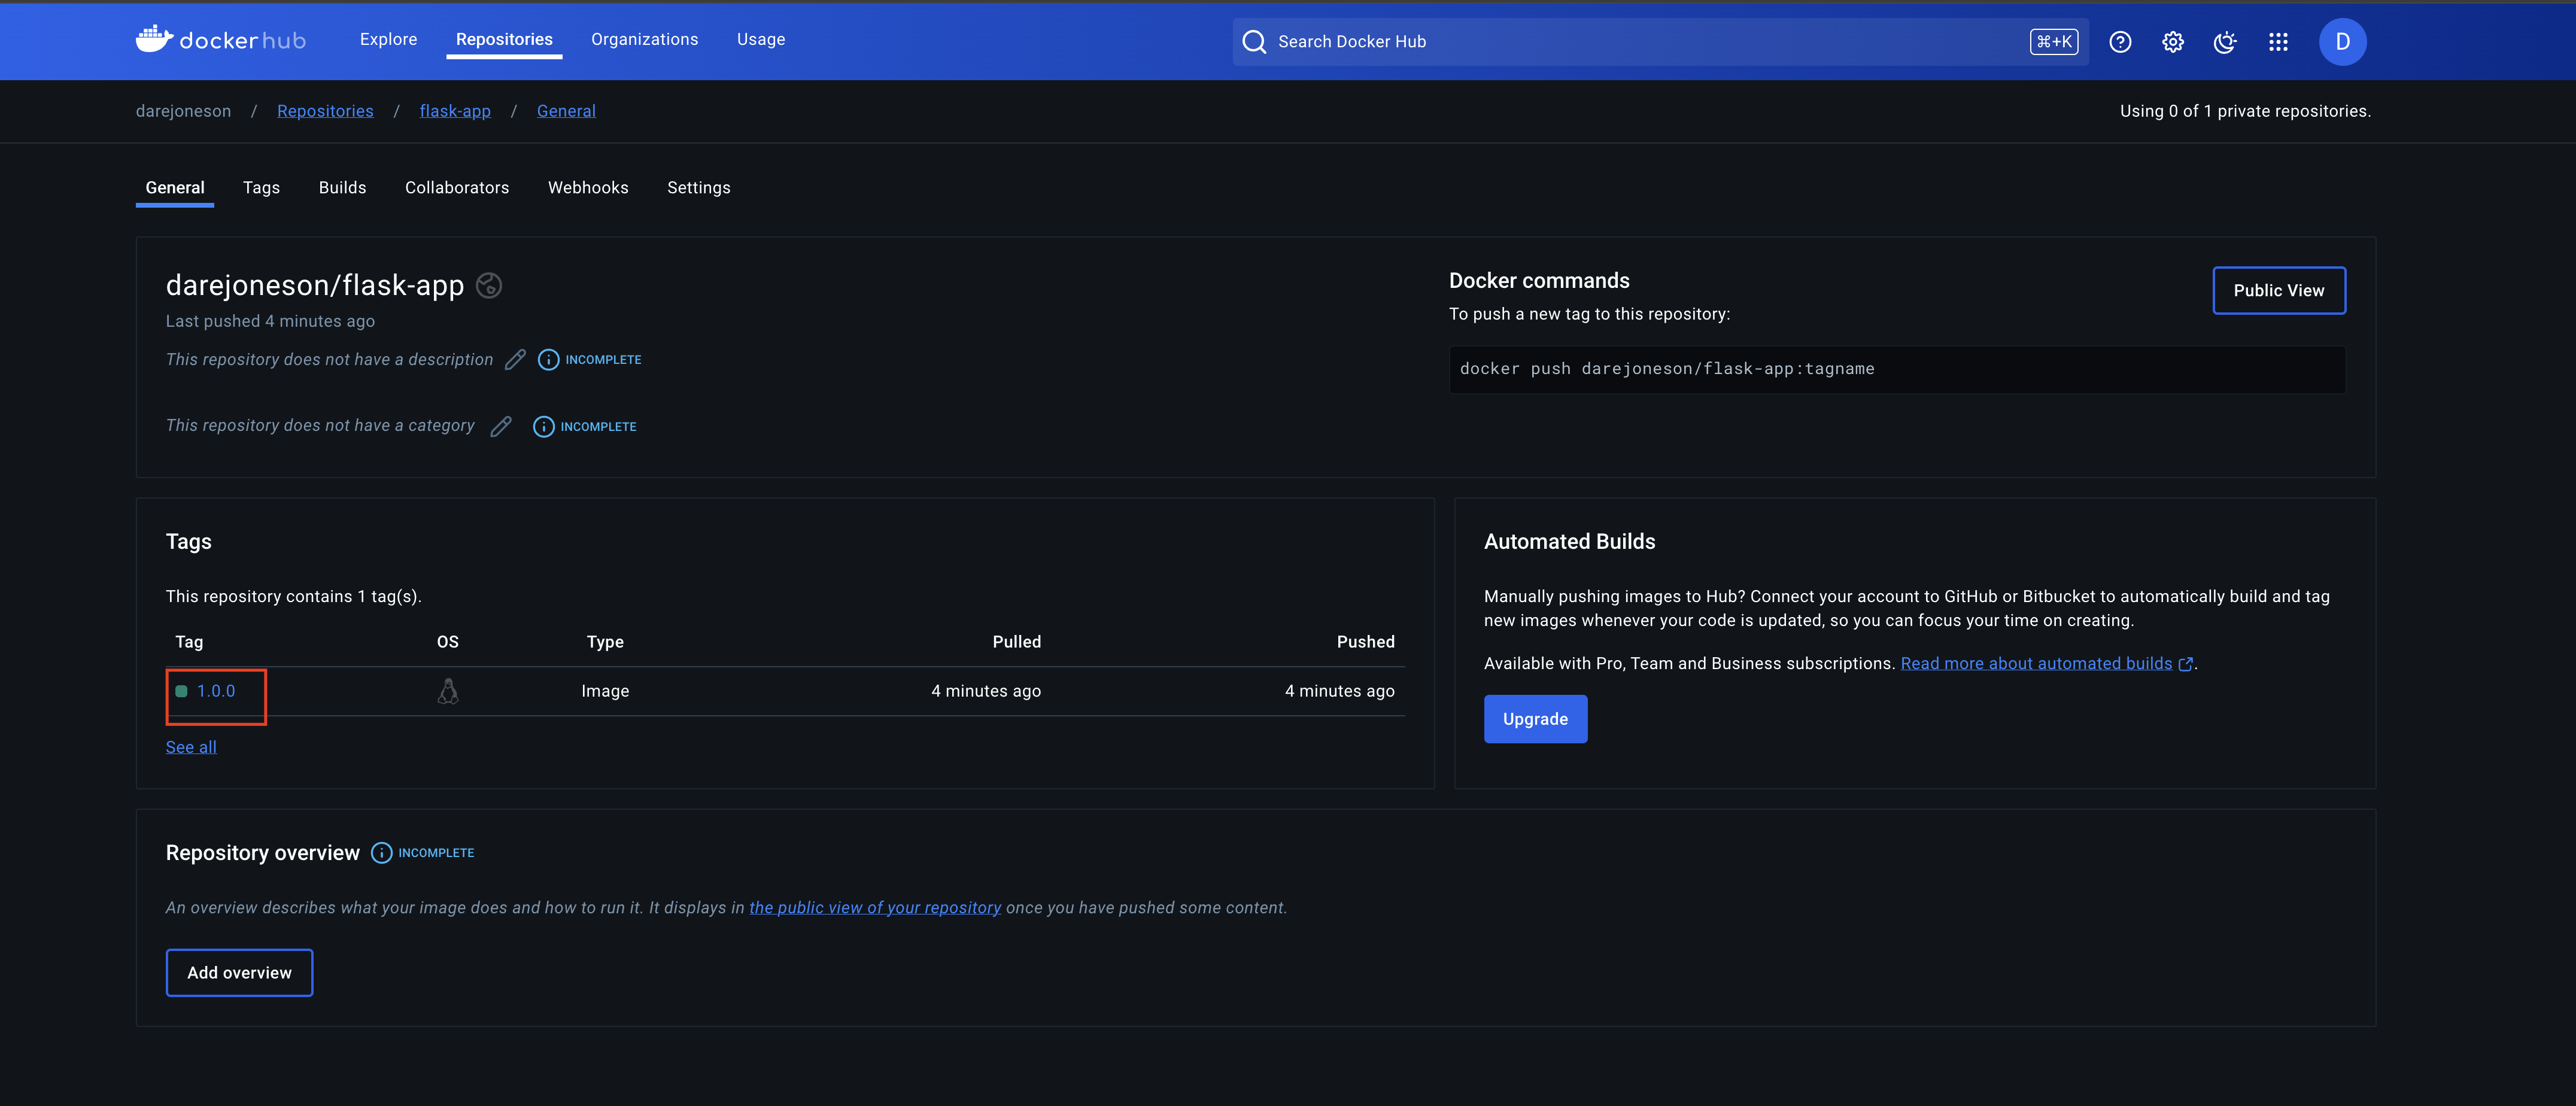 dockerhub
Explore
Repositories
Organizations
Usage
Search Docker Hub
⌘+K
D
darejoneson / Repositories / flask-app / General
Using 0 of 1 private repositories.
General
Tags
Builds
Collaborators
Webhooks
Settings
darejoneson/flask-app
Last pushed 4 minutes ago
This repository does not have a description
INCOMPLETE
This repository does not have a category
INCOMPLETE
Docker commands
To push a new tag to this repository:
Public View
docker push darejoneson/flask-app:tagname
Tags
This repository contains 1 tag(s).
Tag OS Type Pulled Pushed
1.0.0 Image 4 minutes ago 4 minutes ago
See all
Automated Builds
Manually pushing images to Hub? Connect your account to GitHub or Bitbucket to automatically build and tag
new images whenever your code is updated, so you can focus your time on creating.
Available with Pro, Team and Business subscriptions. Read more about automated builds.
Upgrade
Repository overview
INCOMPLETE
An overview describes what your image does and how to run it. It displays in the public view of your repository once you have pushed some content.
Add overview